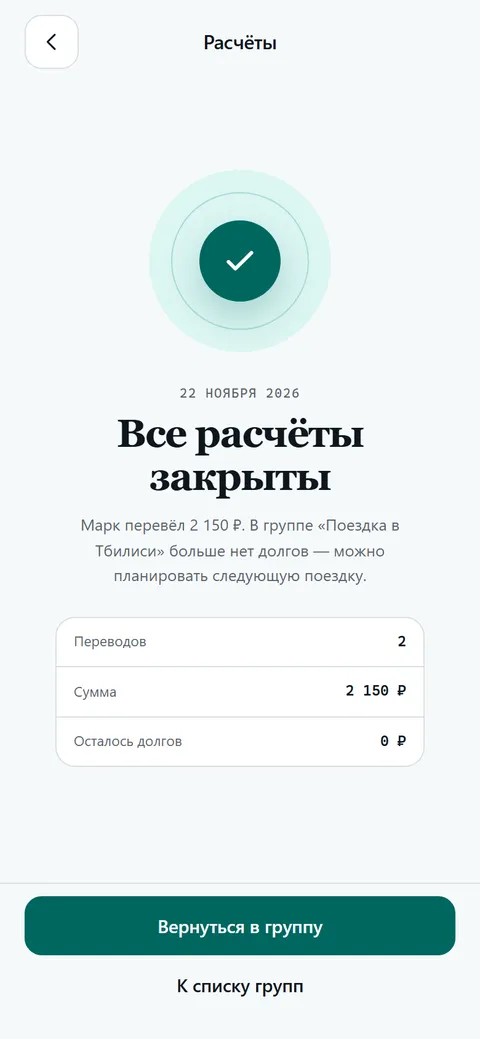 Расчёты
22 НОЯБРЯ 2026
Все расчёты
закрыты
Марк перевёл 2 150 ₽. В группе «Поездка в
Тбилиси» больше нет долгов — можно
планировать следующую поездку.
Переводов 2
Сумма 2 150 ₽
Осталось долгов 0 ₽
Вернуться в группу
К списку групп